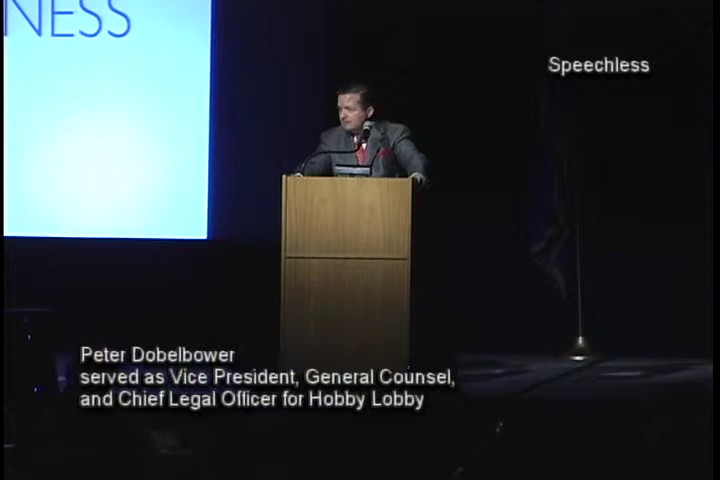 NESS
Speechless
Peter Dobelbower
served as Vice President, General Counsel,
and Chief Legal Officer for Hobby Lobby